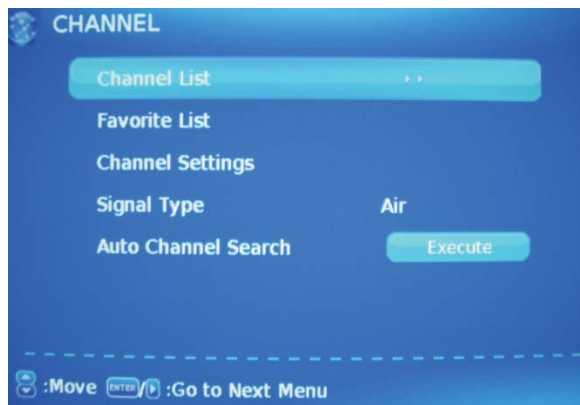 CHANNEL
Channel List
Favorite List
Channel Settings
Signal Type Air
Auto Channel Search Execute
:Move ENTER/ :Go to Next Menu